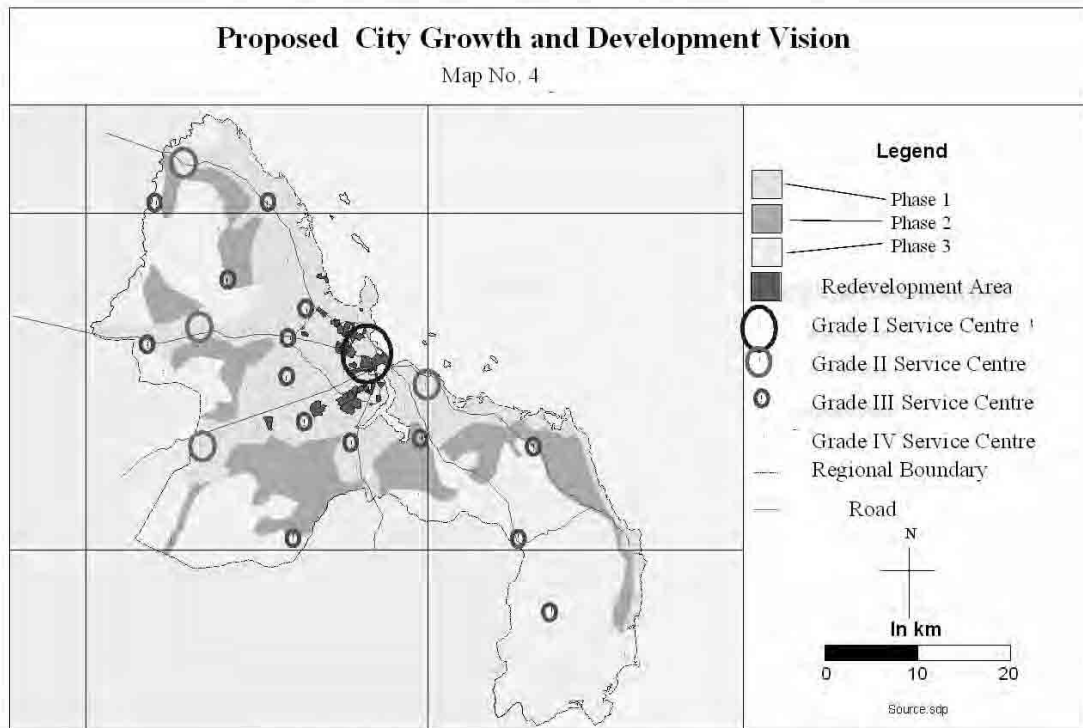 Proposed City Growth and Development Vision
Map No. 4
Legend
Phase 1
Phase 2
Phase 3
Redevelopment Area
Grade I Service Centre
Grade II Service Centre
Grade III Service Centre
Grade IV Service Centre
Regional Boundary
Road
N
In km
0 10 20
Source:sdp